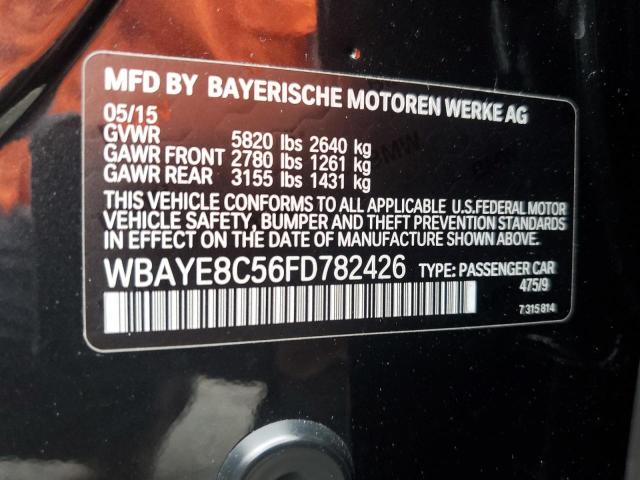 MFD BY BAYERISCHE MOTOREN WERKE AG
05/15
GVWR 5820 lbs 2640 kg
GAWR FRONT 2780 lbs 1261 kg
GAWR REAR 3155 lbs 1431 kg
THIS VEHICLE CONFORMS TO ALL APPLICABLE U.S.FEDERAL MOTOR
VEHICLE SAFETY, BUMPER AND THEFT PREVENTION STANDARDS
IN EFFECT ON THE DATE OF MANUFACTURE SHOWN ABOVE.
WBAYE8C56FD782426 TYPE: PASSENGER CAR
475/9
7 315 814